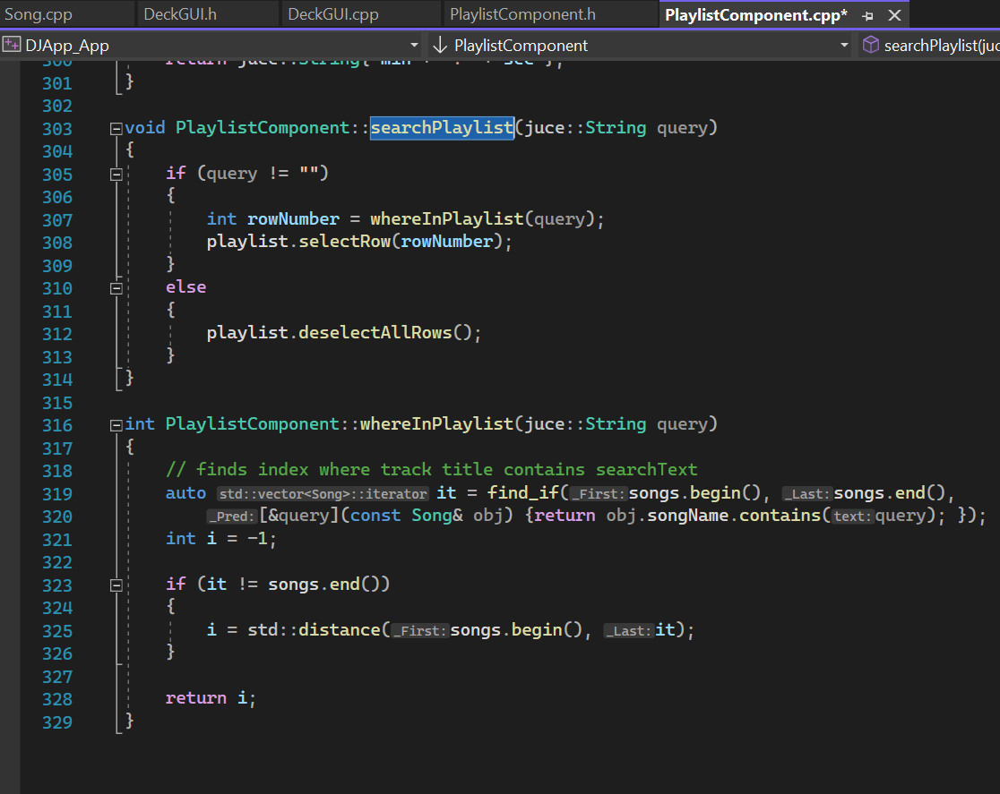 Song.cpp DeckGUI.h DeckGUI.cpp PlaylistComponent.h PlaylistComponent.cpp*
DJApp_App PlaylistComponent searchPlaylist(juc
300 return juce::String{ min + : + sec };
301 }
302
303 void PlaylistComponent::searchPlaylist(juce::String query)
304 {
305 if (query != "")
306 {
307 int rowNumber = whereInPlaylist(query);
308 playlist.selectRow(rowNumber);
309 }
310 else
311 {
312 playlist.deselectAllRows();
313 }
314 }
315
316 int PlaylistComponent::whereInPlaylist(juce::String query)
317 {
318 // finds index where track title contains searchText
319 auto std::vector<Song>::iterator it = find_if(_First:songs.begin(), _Last:songs.end(),
320 _Pred:[&query](const Song& obj) {return obj.songName.contains(text:query); });
321 int i = -1;
322
323 if (it != songs.end())
324 {
325 i = std::distance(_First:songs.begin(), _Last:it);
326 }
327
328 return i;
329 }